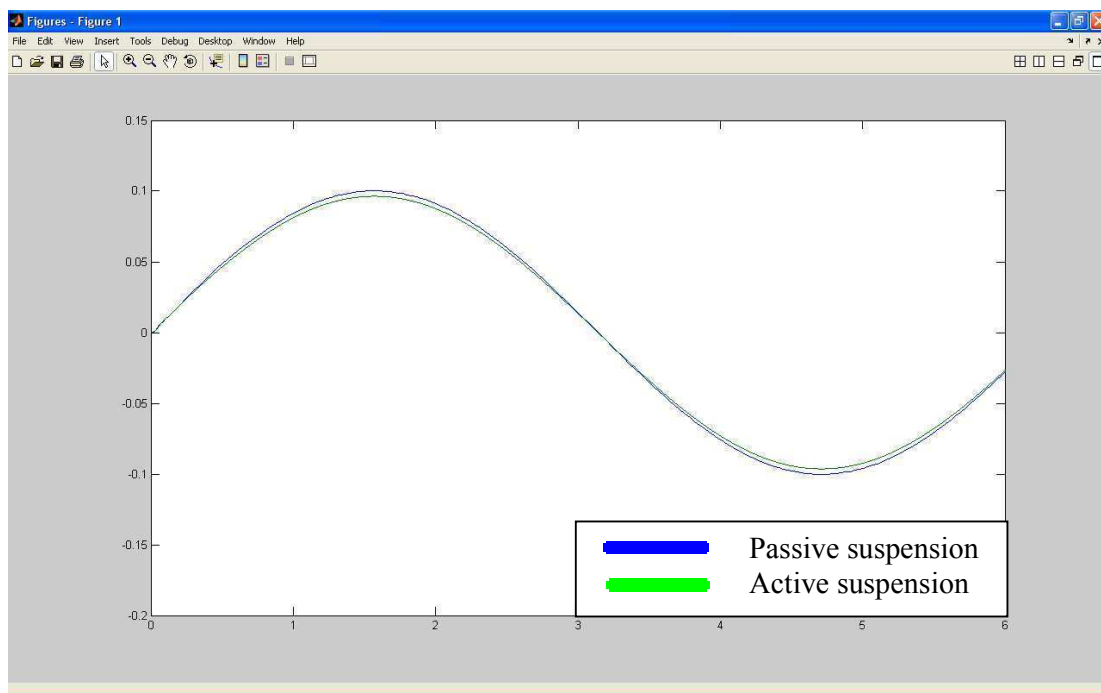 Figures - Figure 1
File Edit View Insert Tools Debug Desktop Window Help
0.15
0.1
0.05
0
-0.05
-0.1
-0.15
-0.2
0 1 2 3 4 5 6
Passive suspension
Active suspension